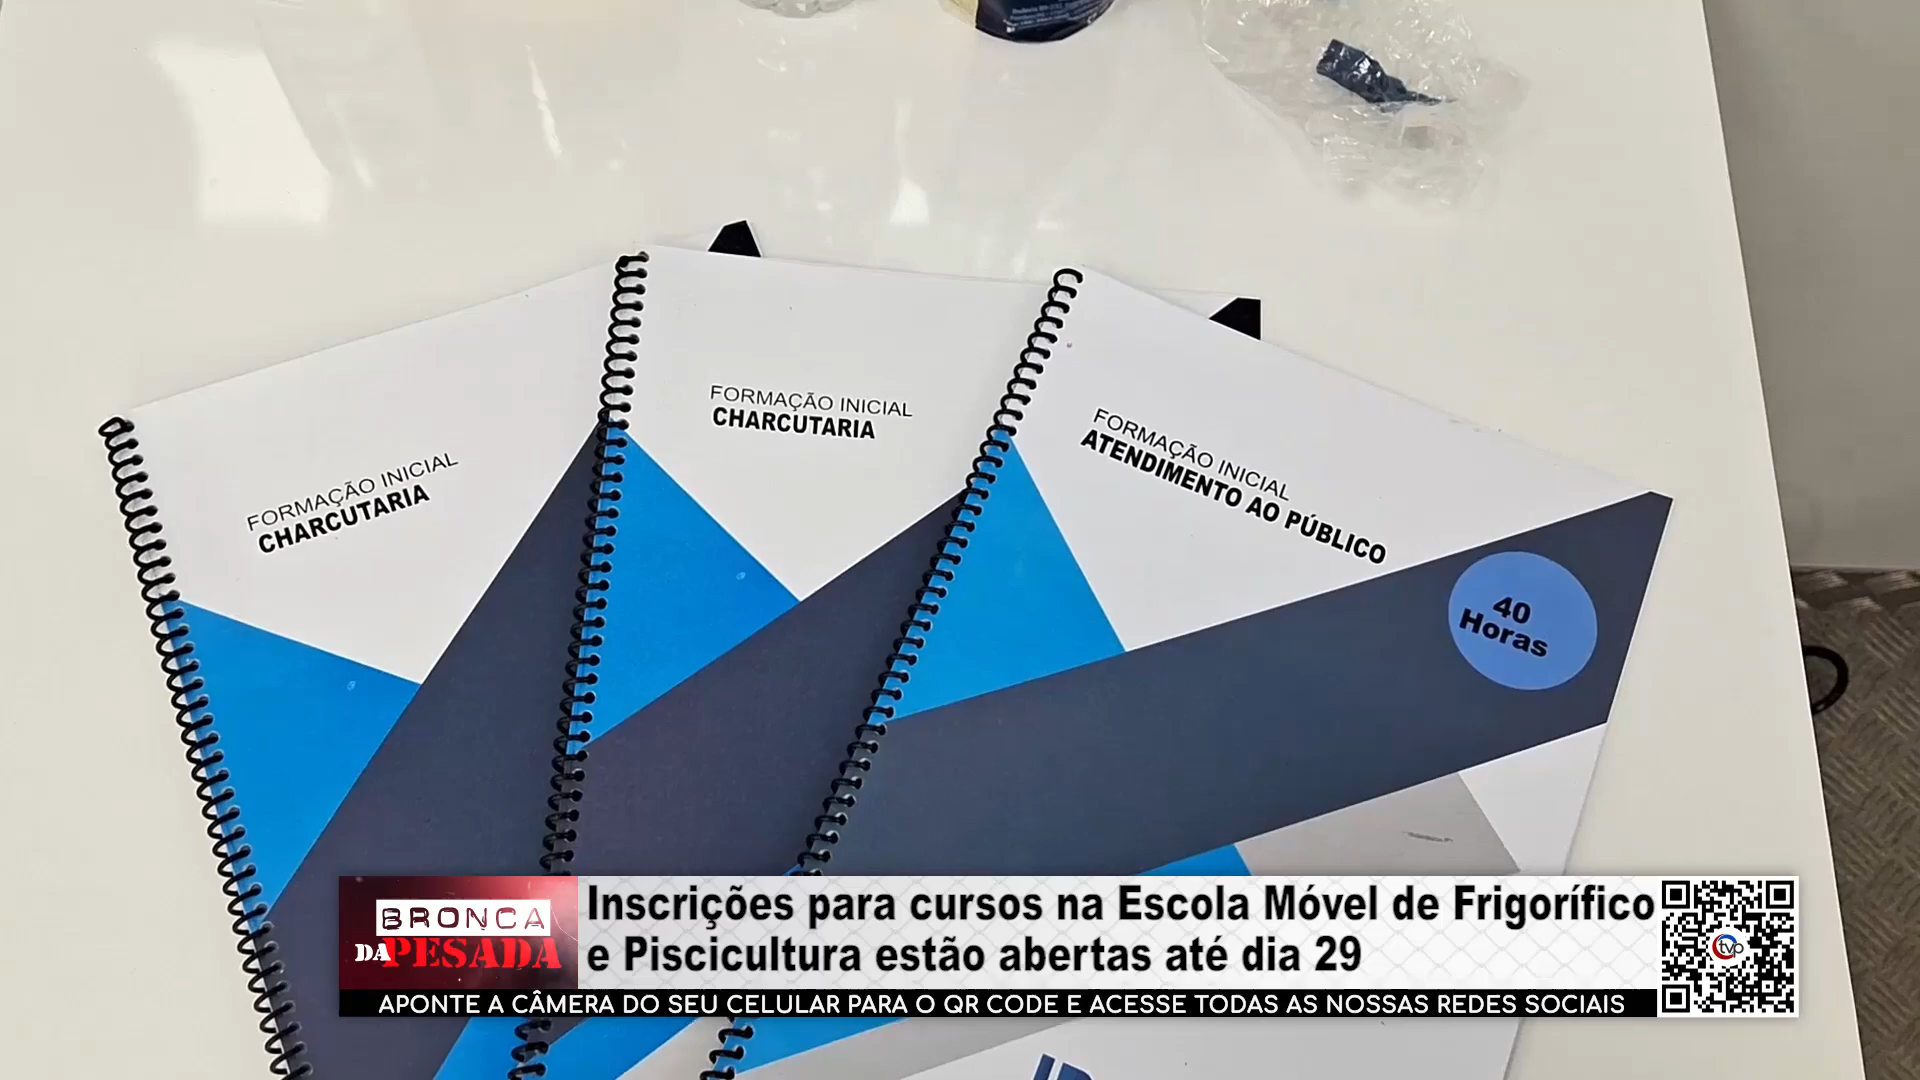 FORMAÇÃO INICIAL
CHARCUTARIA
FORMAÇÃO INICIAL
CHARCUTARIA
FORMAÇÃO INICIAL
ATENDIMENTO AO PÚBLICO
40
Horas
BRONCA
DA PESADA
Inscrições para cursos na Escola Móvel de Frigorífico
e Piscicultura estão abertas até dia 29
tvp
APONTE A CÂMERA DO SEU CELULAR PARA O QR CODE E ACESSE TODAS AS NOSSAS REDES SOCIAIS